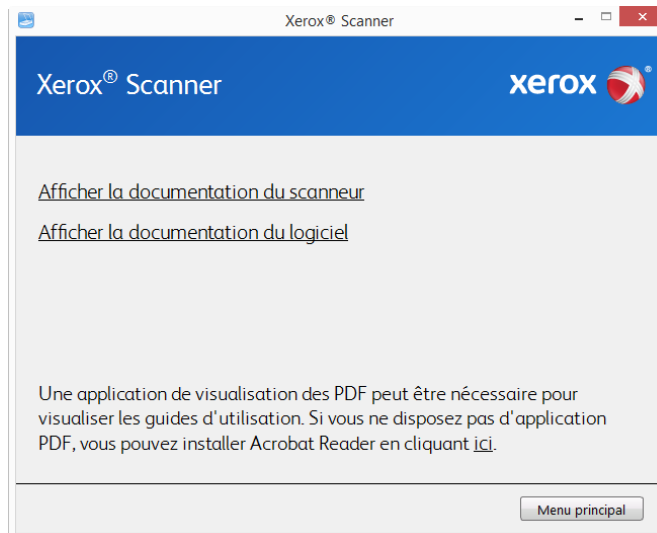 Xerox® Scanner
Xerox® Scanner
xerox ®
Afficher la documentation du scanneur
Afficher la documentation du logiciel
Une application de visualisation des PDF peut être nécessaire pour
visualiser les guides d'utilisation. Si vous ne disposez pas d'application
PDF, vous pouvez installer Acrobat Reader en cliquant ici.
Menu principal